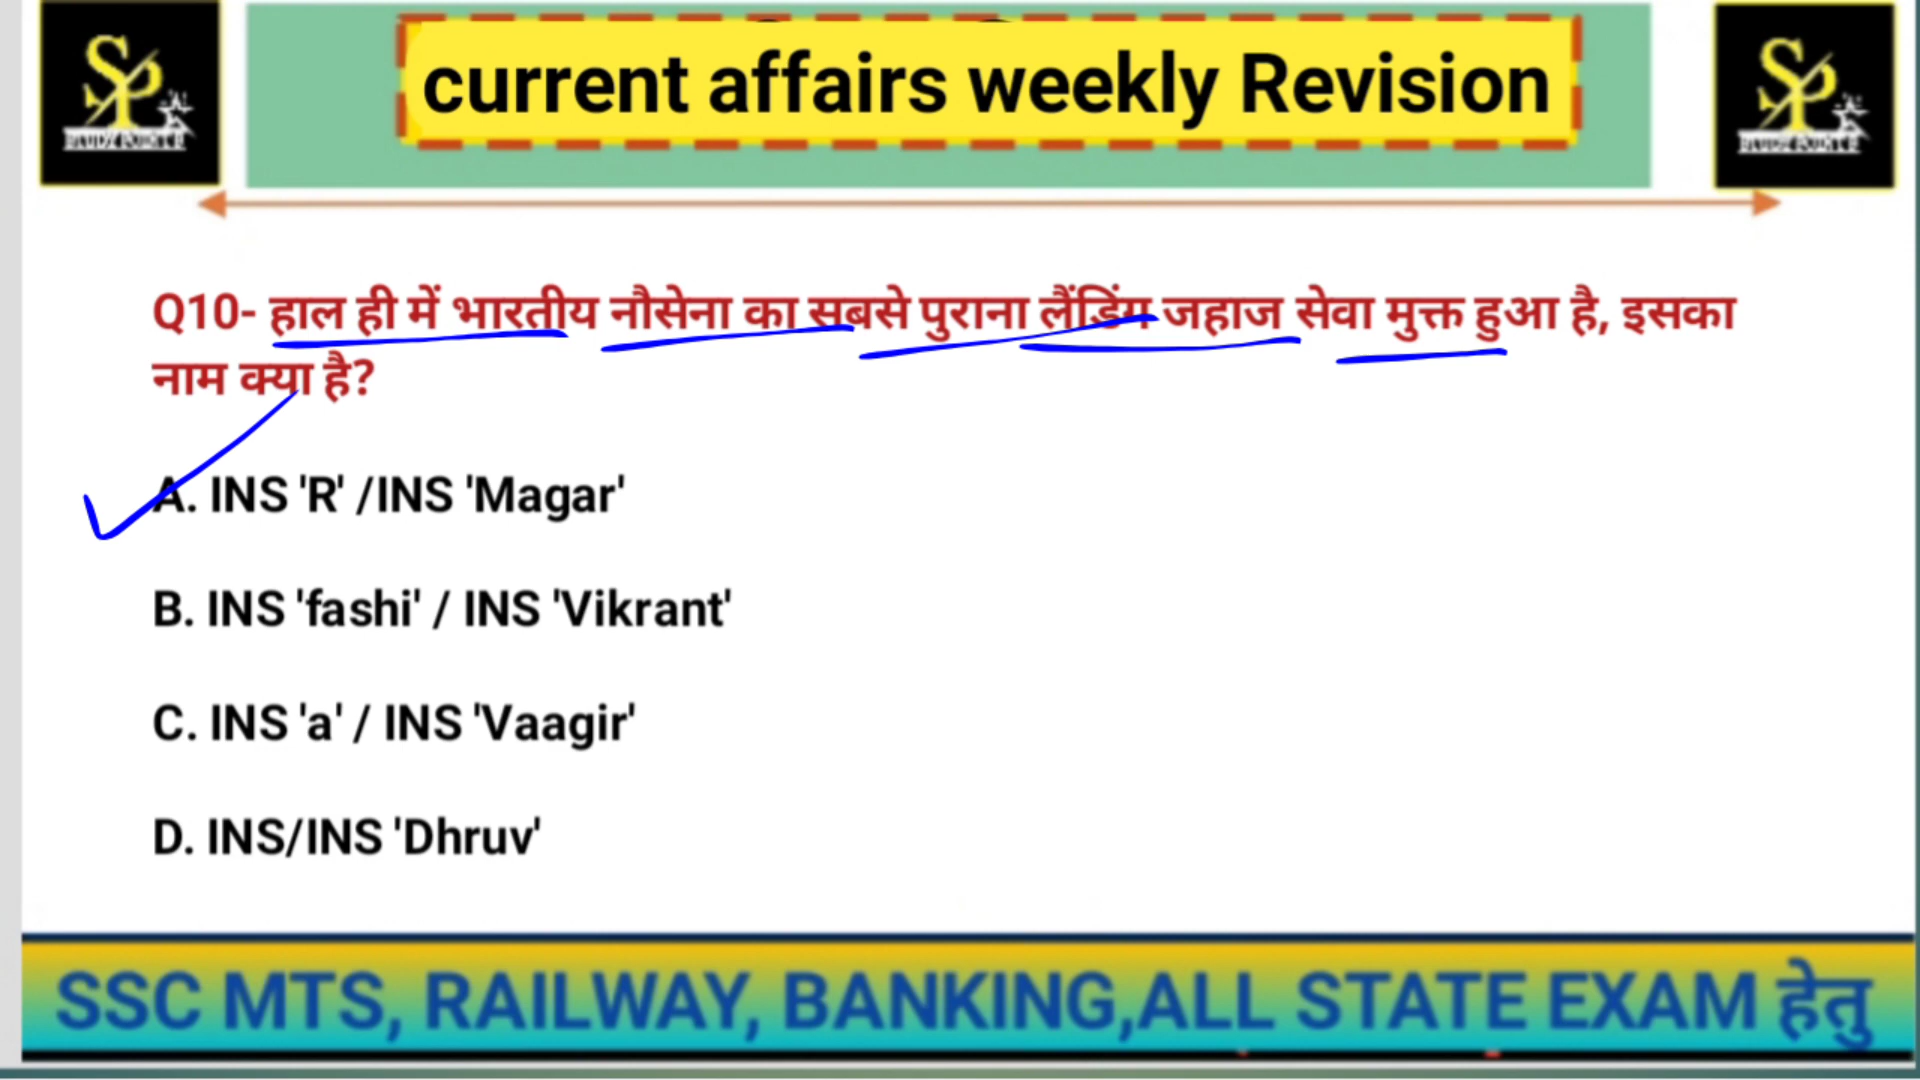 current affairs weekly Revision
Q10- हाल ही में भारतीय नौसेना का सबसे पुराना लैंडिंग जहाज सेवा मुक्त हुआ है, इसका
नाम क्या है?
A. INS 'R' /INS 'Magar'
B. INS 'fashi' / INS 'Vikrant'
C. INS 'a' / INS 'Vaagir'
D. INS/INS 'Dhruv'
SSC MTS, RAILWAY, BANKING,ALL STATE EXAM हेतु